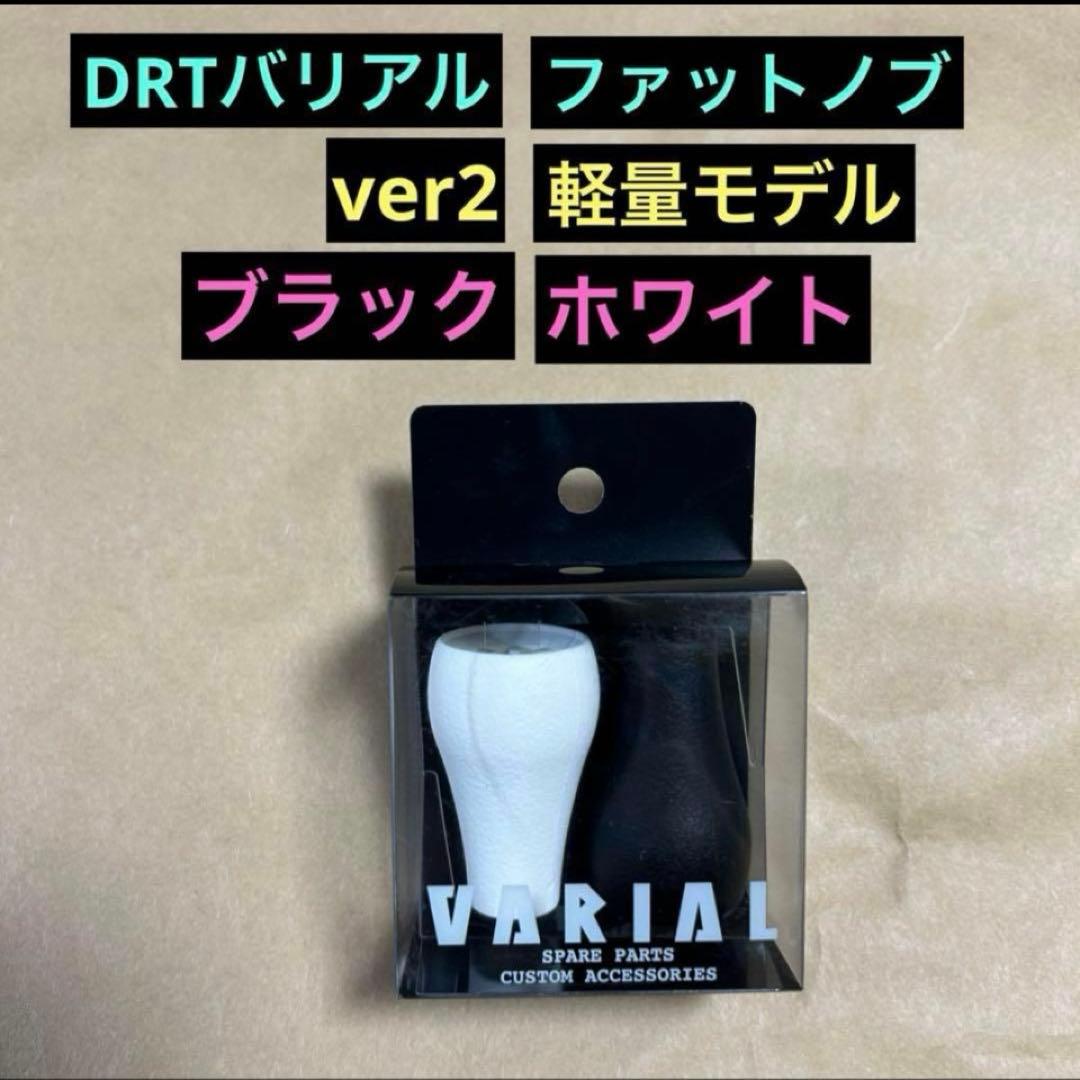 DRTバリアル ファットノブ
ver2 軽量モデル
ブラック ホワイト
VARIAL
SPARE PARTS
CUSTOM ACCESSORIES